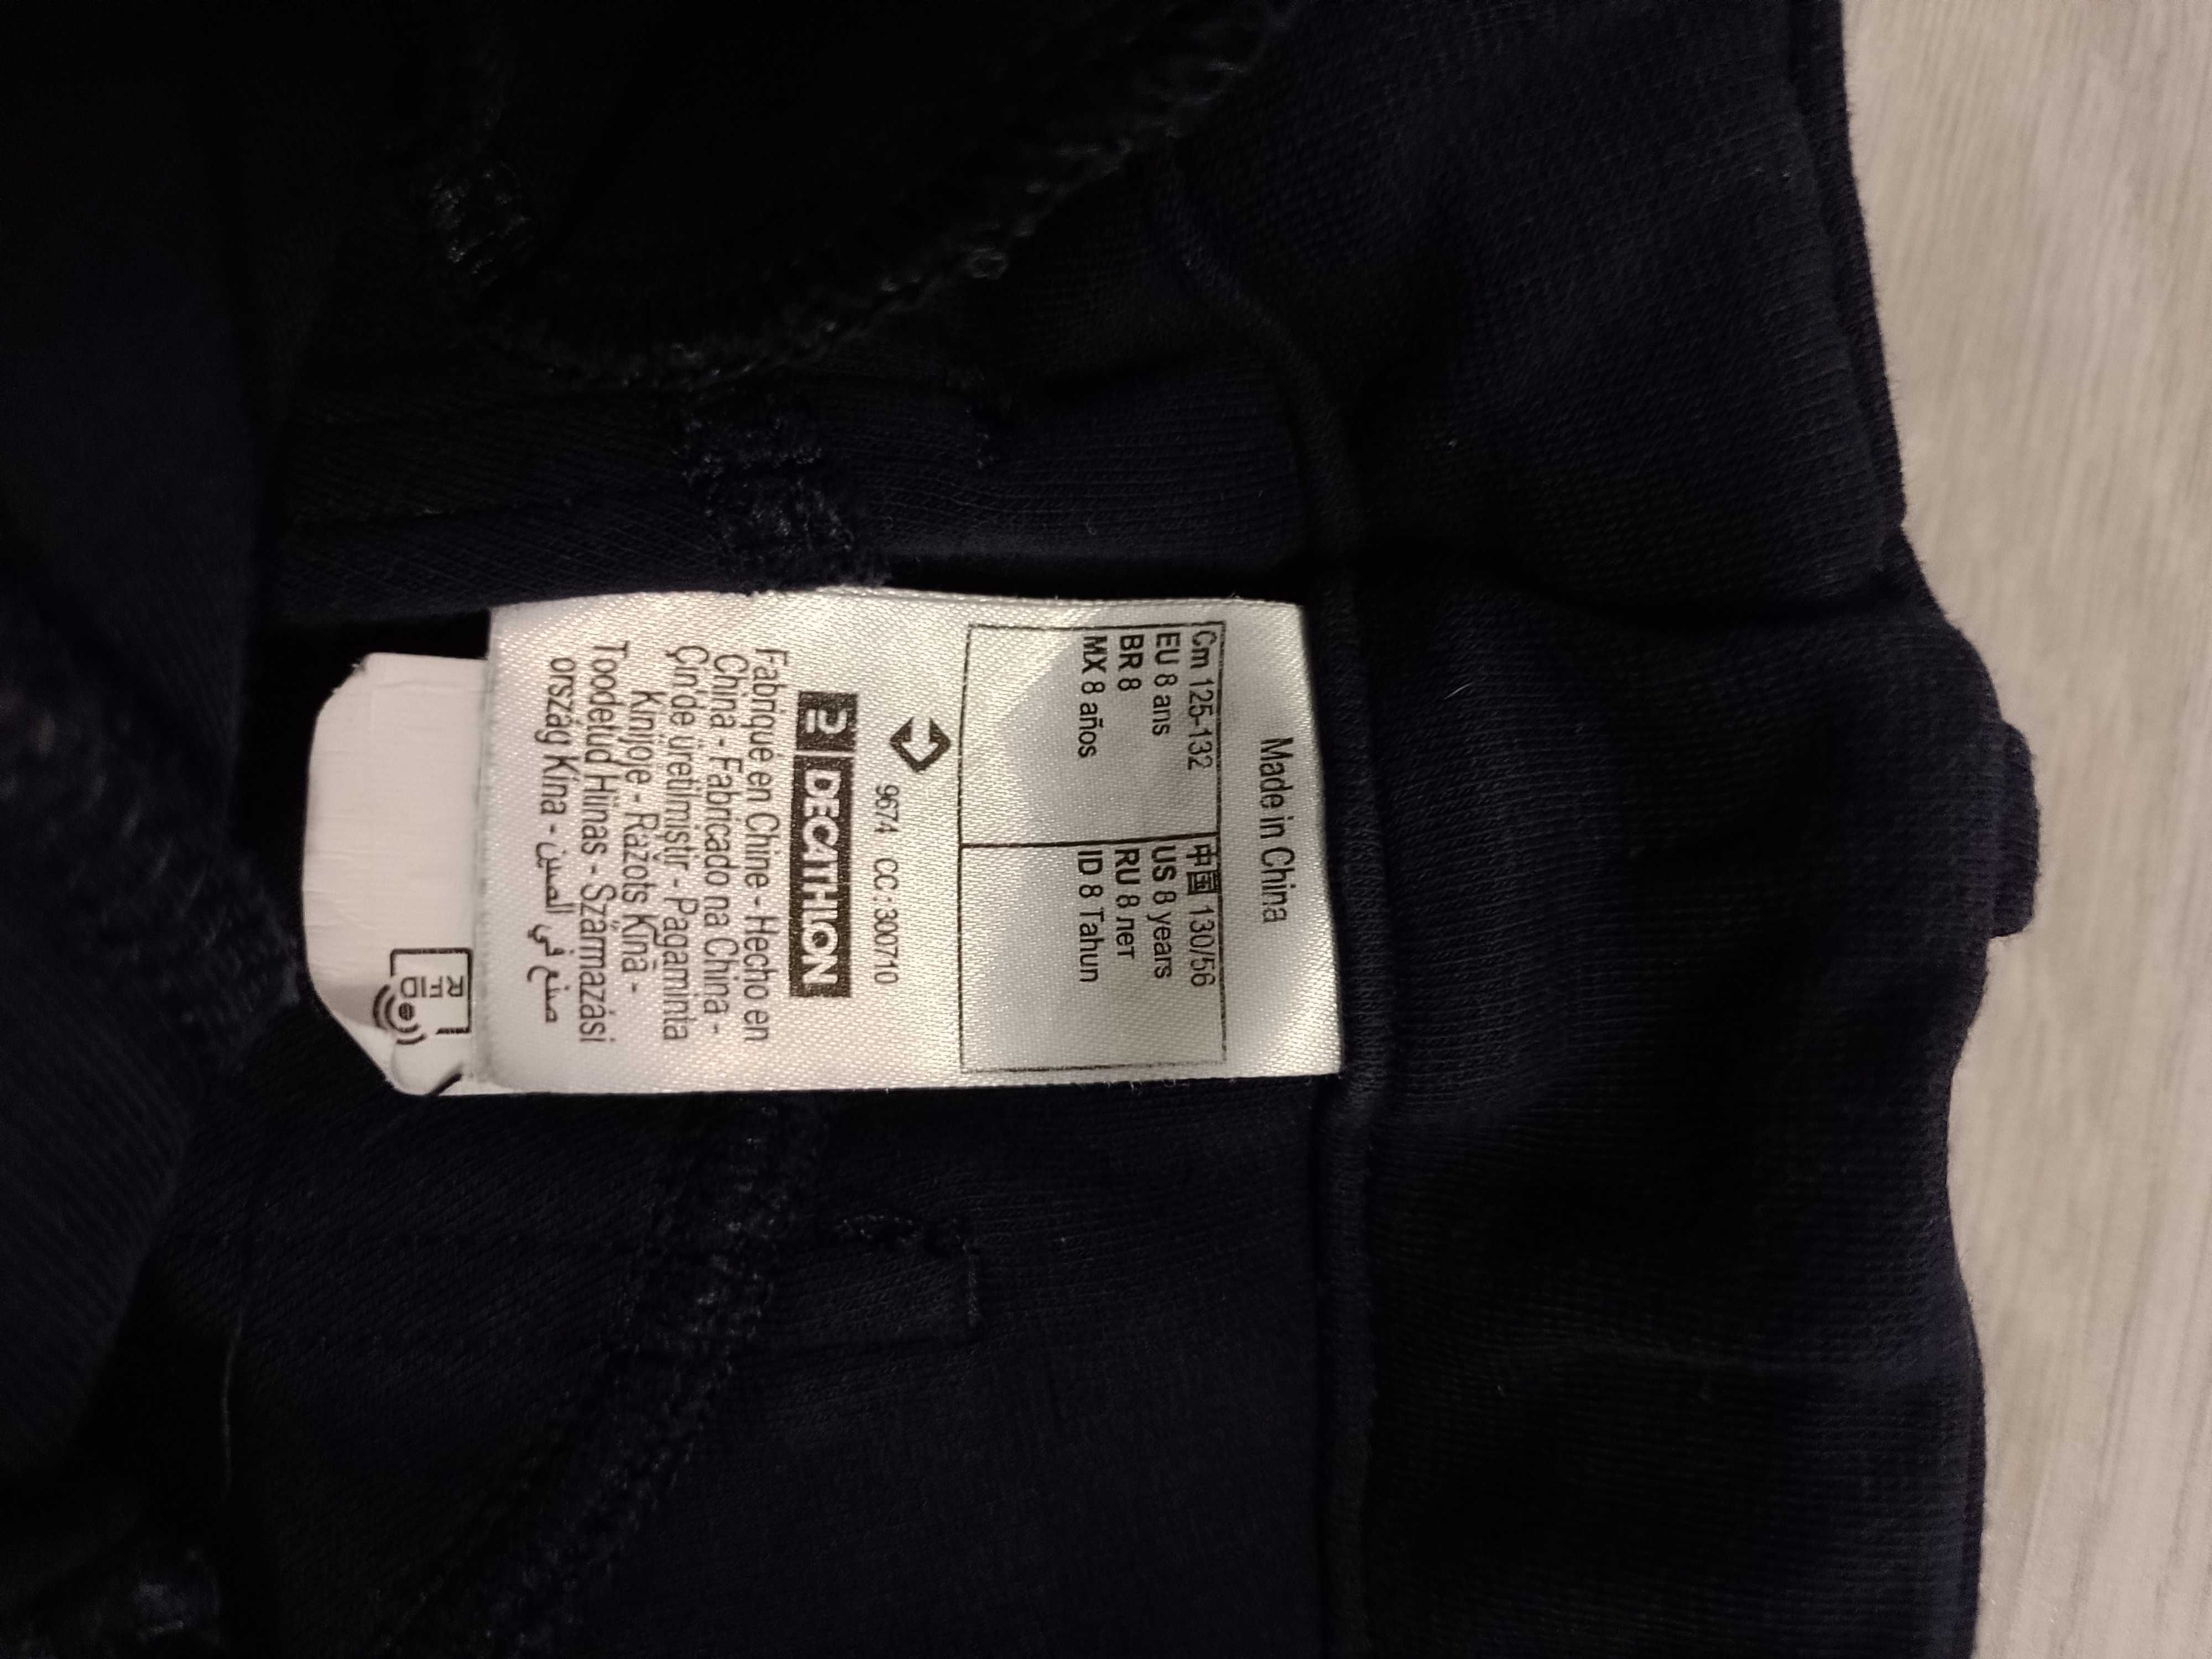 Made in China
Cm 125-132 中国 130/56
EU 8 ans US 8 years
BR 8 RU 8 лет
MX 8 años ID 8 Tahun
9674 CC: 300710
DECATHLON
Fabriqué en Chine - Hecho en
China - Fabricado na China -
Çin'de üretilmiştir - Pagaminta
Kinijoje - Ražots Ķīnā -
Toodetud Hiinas - Származási
ország Kína - صنع في الصين
RFID